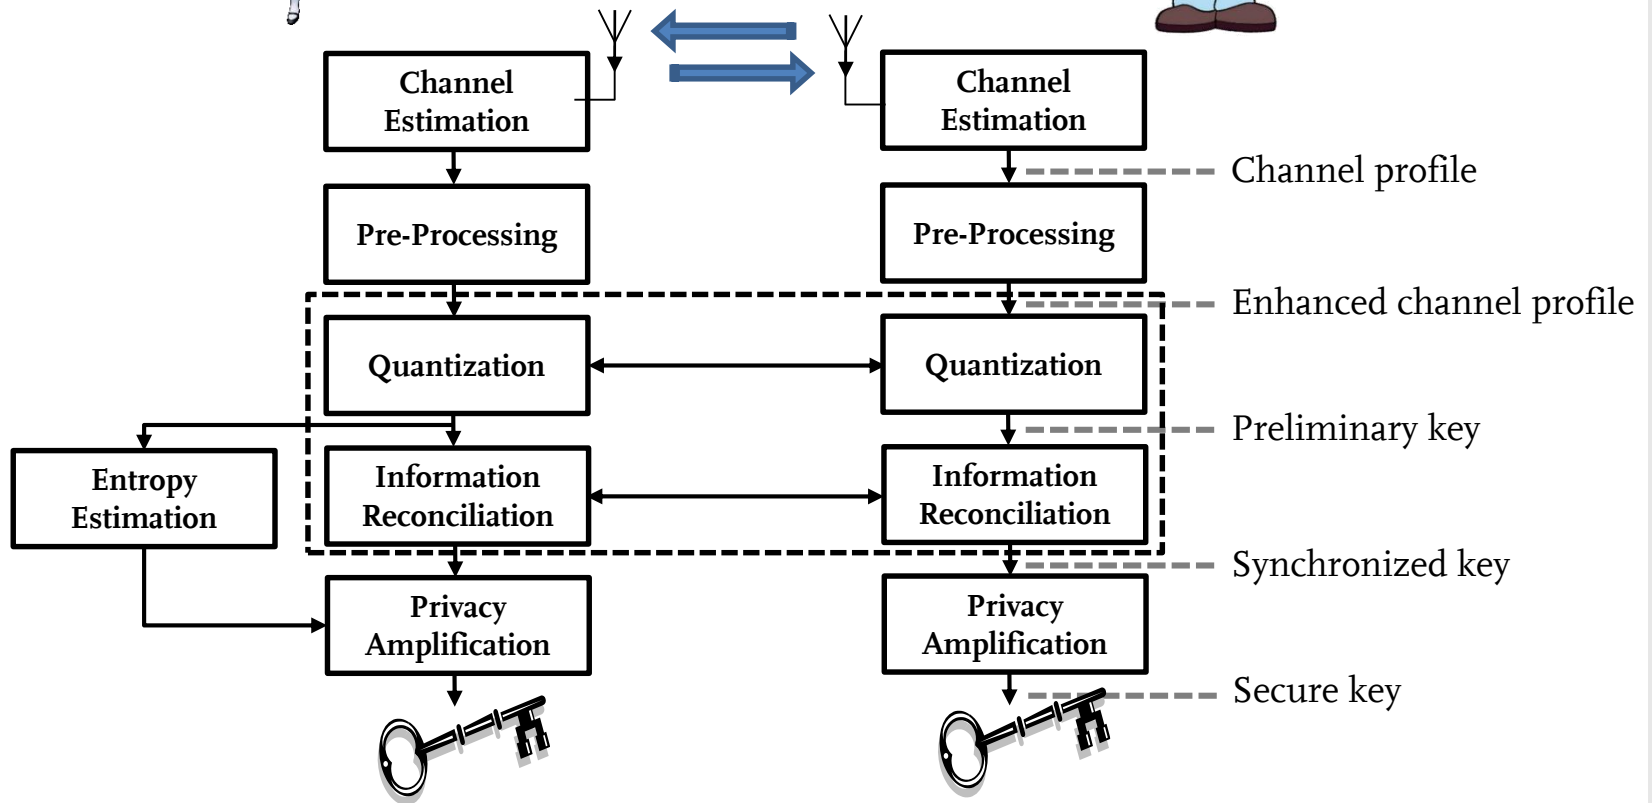 Channel
Estimation
Channel
Estimation
Channel profile
Pre-Processing
Pre-Processing
Enhanced channel profile
Quantization
Quantization
Preliminary key
Entropy
Estimation
Information
Reconciliation
Information
Reconciliation
Synchronized key
Privacy
Amplification
Privacy
Amplification
Secure key